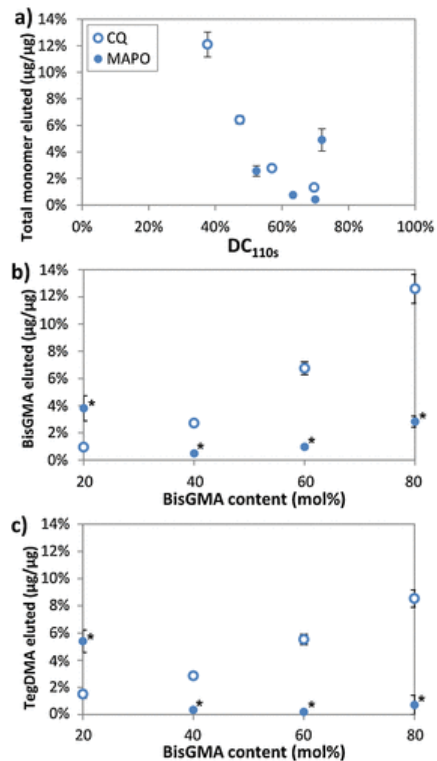 a)
14%
12%
10%
8%
6%
4%
2%
0%
Total monomer eluted (µg/µg)
CQ
MAPO
0% 20% 40% 60% 80% 100%
DC110s
b)
14%
12%
10%
8%
6%
4%
2%
0%
BisGMA eluted (µg/µg)
*
*
*
*
20 40 60 80
BisGMA content (mol%)
c)
14%
12%
10%
8%
6%
4%
2%
0%
TegDMA eluted (µg/µg)
*
*
*
*
20 40 60 80
BisGMA content (mol%)